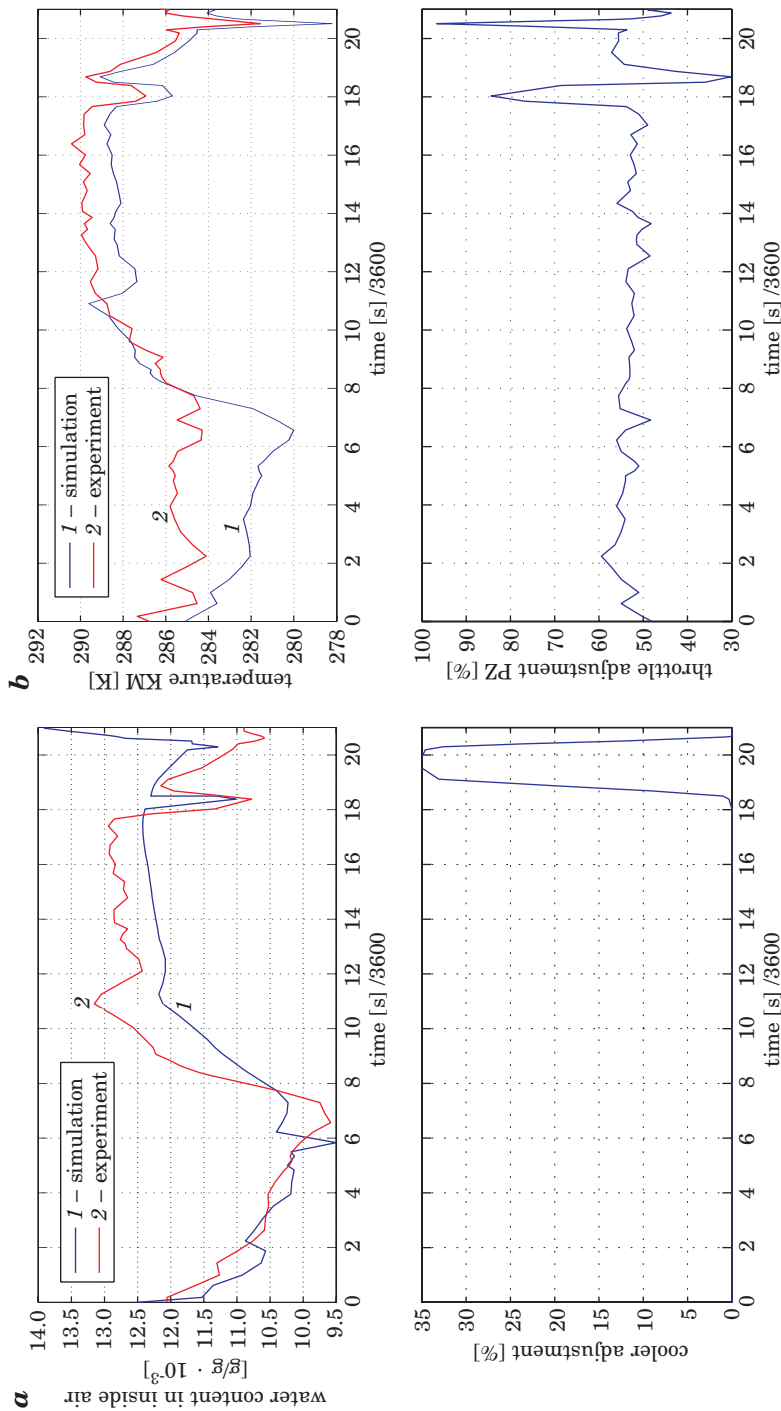 a
water content in inside air
[g/g · 10⁻³]
14.0
13.5
13.0
12.5
12.0
11.5
11.0
10.5
10.0
9.5
1 – simulation
2 – experiment
2
1
0 2 4 6 8 10 12 14 16 18 20
time [s] /3600
cooler adjustment [%]
35
30
25
20
15
10
5
0
0 2 4 6 8 10 12 14 16 18 20
time [s] /3600
b
temperature KM [K]
292
290
288
286
284
282
280
278
1 – simulation
2 – experiment
2
1
0 2 4 6 8 10 12 14 16 18 20
time [s] /3600
throttle adjustment PZ [%]
100
90
80
70
60
50
40
30
0 2 4 6 8 10 12 14 16 18 20
time [s] /3600